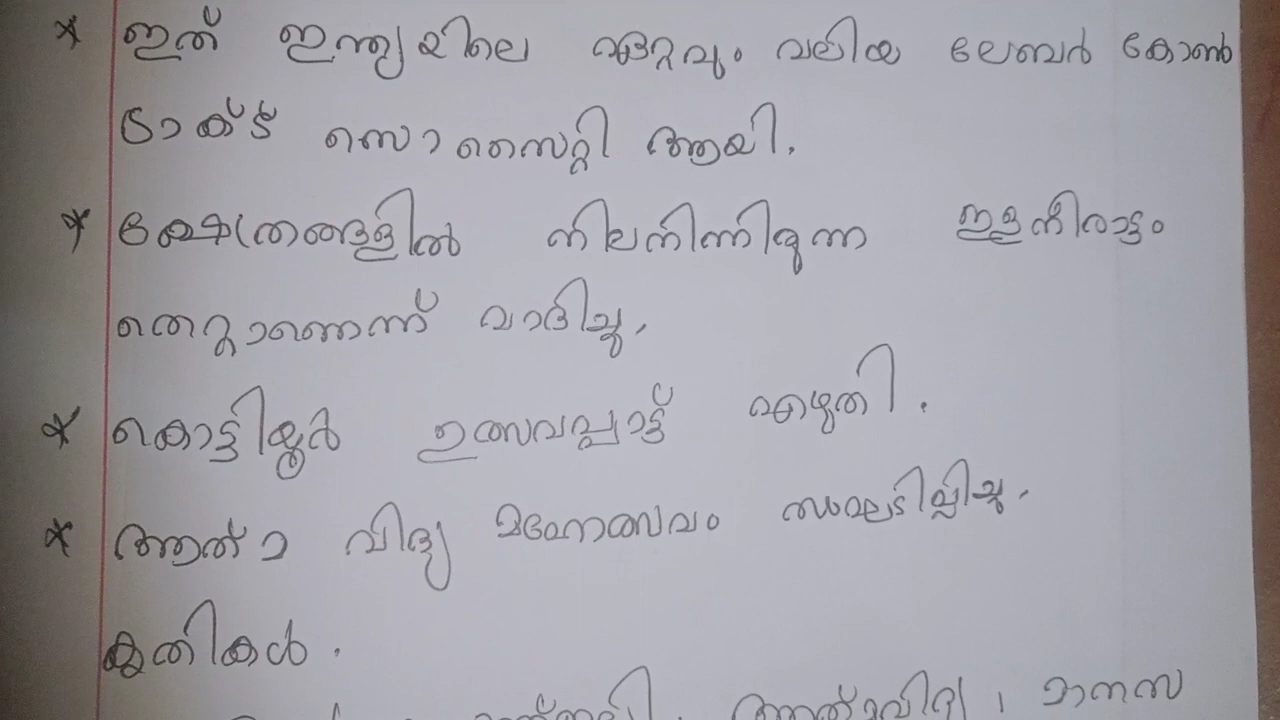 * ഇത് ഇന്ത്യയിലെ ഏറ്റവും വലിയ ലേബർ കോൺ
ട്രാക്ട് സൊസൈറ്റി ആയി.
* ക്ഷേത്രങ്ങളിൽ നിലനിന്നിരുന്ന ഇളനീരാട്ടം
തെറ്റാണെന്ന് വാദിച്ചു.
* കൊട്ടിയൂർ ഉത്സവപ്പാട്ട് എഴുതി.
* ആത്മ വിദ്യ മഹോത്സവം സംഘടിപ്പിച്ചു.
കൃതികൾ.
ആത്മവിദ്യ, മാനസ